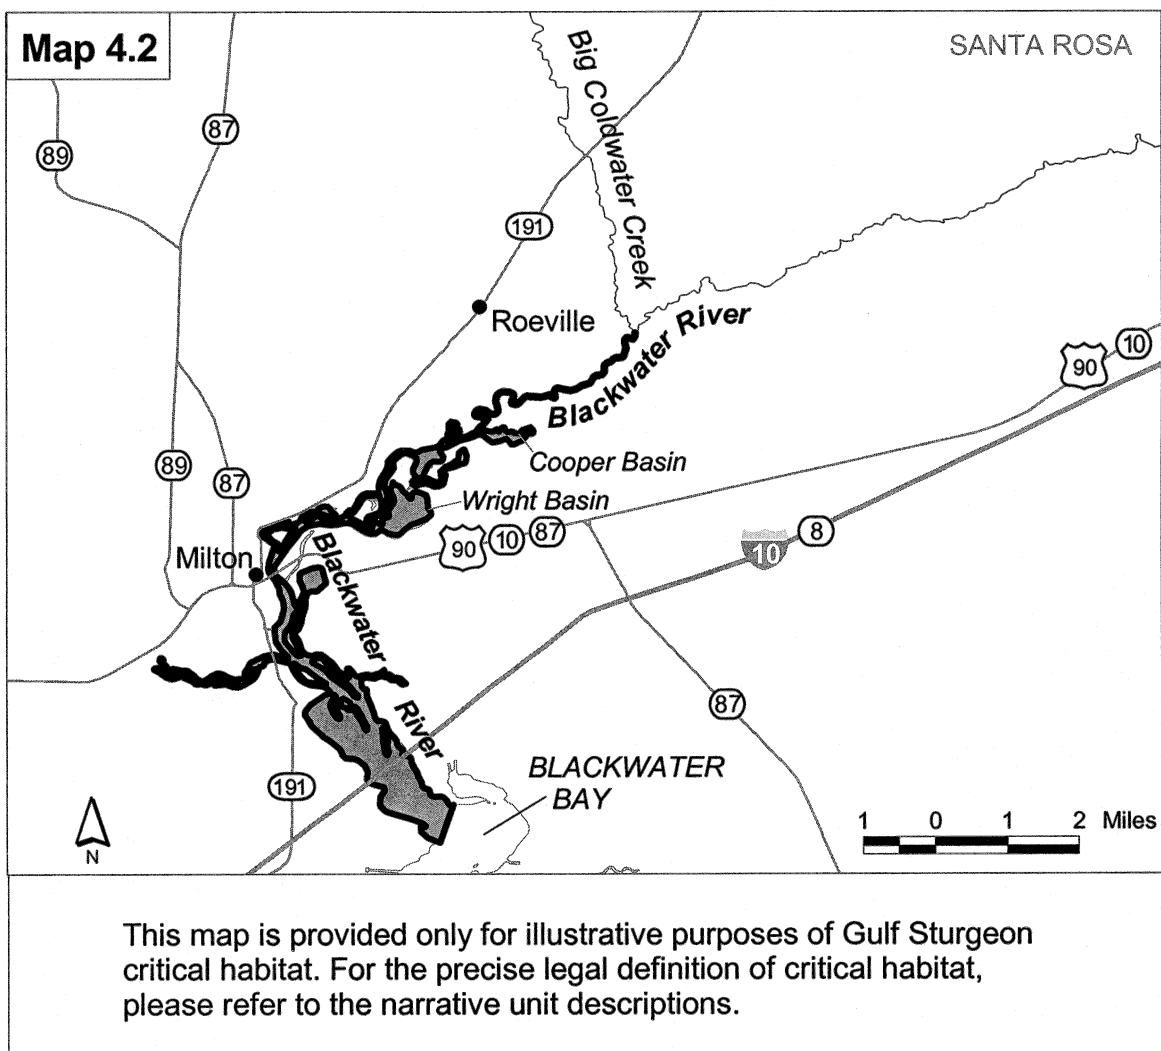 Map 4.2
SANTA ROSA
Big Coldwater Creek
87
89
191
Roeville
Blackwater River
10
90
Cooper Basin
89
87
Wright Basin
90
10
87
8
10
Milton
Blackwater
River
87
191
BLACKWATER
BAY
N
1 0 1 2 Miles
This map is provided only for illustrative purposes of Gulf Sturgeon
critical habitat. For the precise legal definition of critical habitat,
please refer to the narrative unit descriptions.